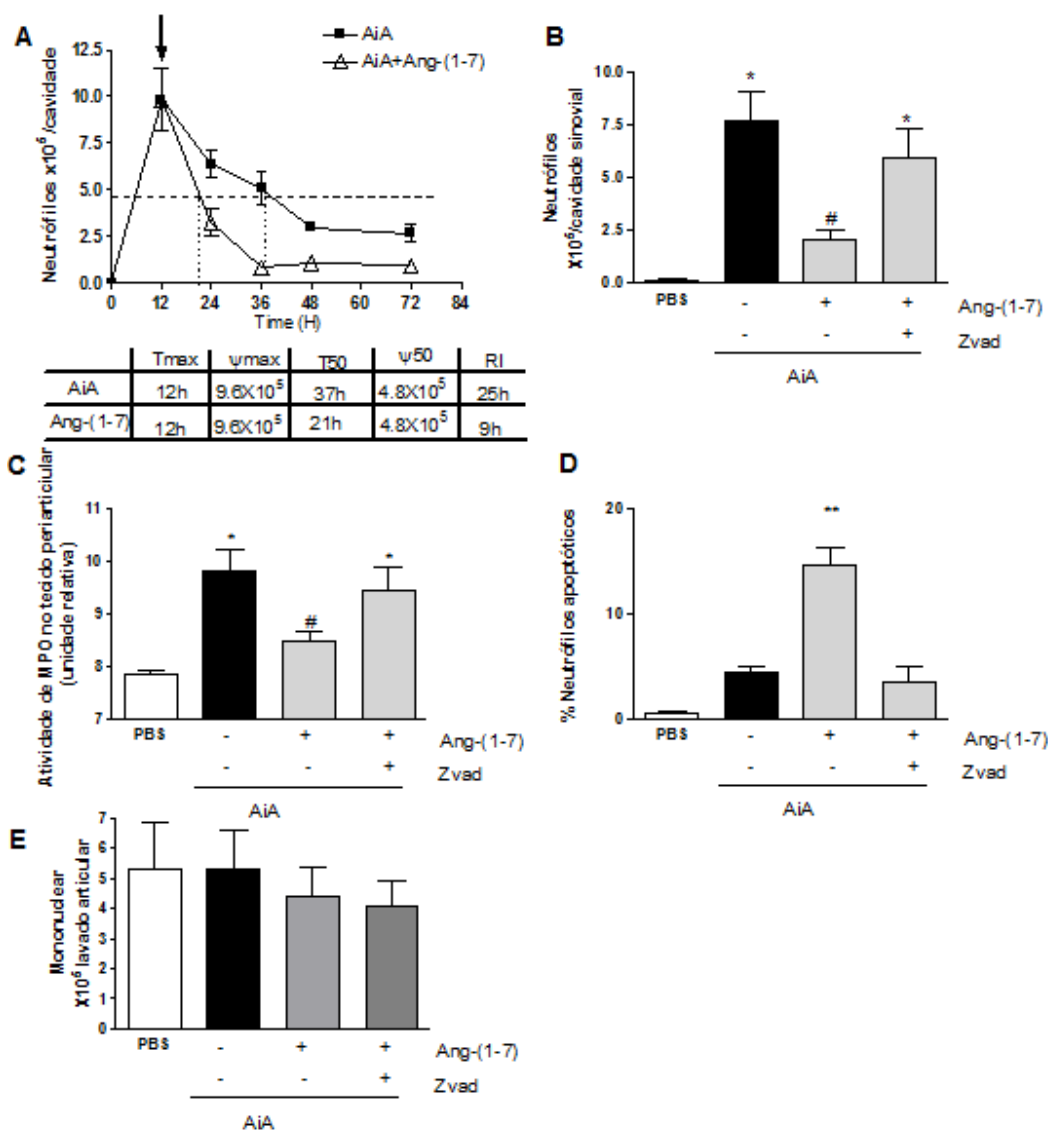 A
AiA
AiA+Ang-(1-7)
Neutrófilos x10⁵/cavidade
12.5
10.0
7.5
5.0
2.5
0.0
0 12 24 36 48 60 72 84
Time (H)
Tmax ψmax T50 ψ50 RI
AiA 12h 9.6X10⁵ 37h 4.8X10⁵ 25h
Ang-(1-7) 12h 9.6X10⁵ 21h 4.8X10⁵ 9h
B
Neutrófilos
X10⁵/cavidade sinovial
10.0
7.5
5.0
2.5
0.0
* # *
PBS - + + Ang-(1-7)
- - + Zvad
AiA
C
Atividade de MPO no tecido periarticiular
(unidade relativa)
11
10
9
8
7
* # *
PBS - + + Ang-(1-7)
- - + Zvad
AiA
D
% Neutrófilos apoptóticos
20
10
0
**
PBS - + + Ang-(1-7)
- - + Zvad
AiA
E
Mononuclear
X10⁵ lavado articular
7
6
5
4
3
2
1
0
PBS - + + Ang-(1-7)
- - + Zvad
AiA